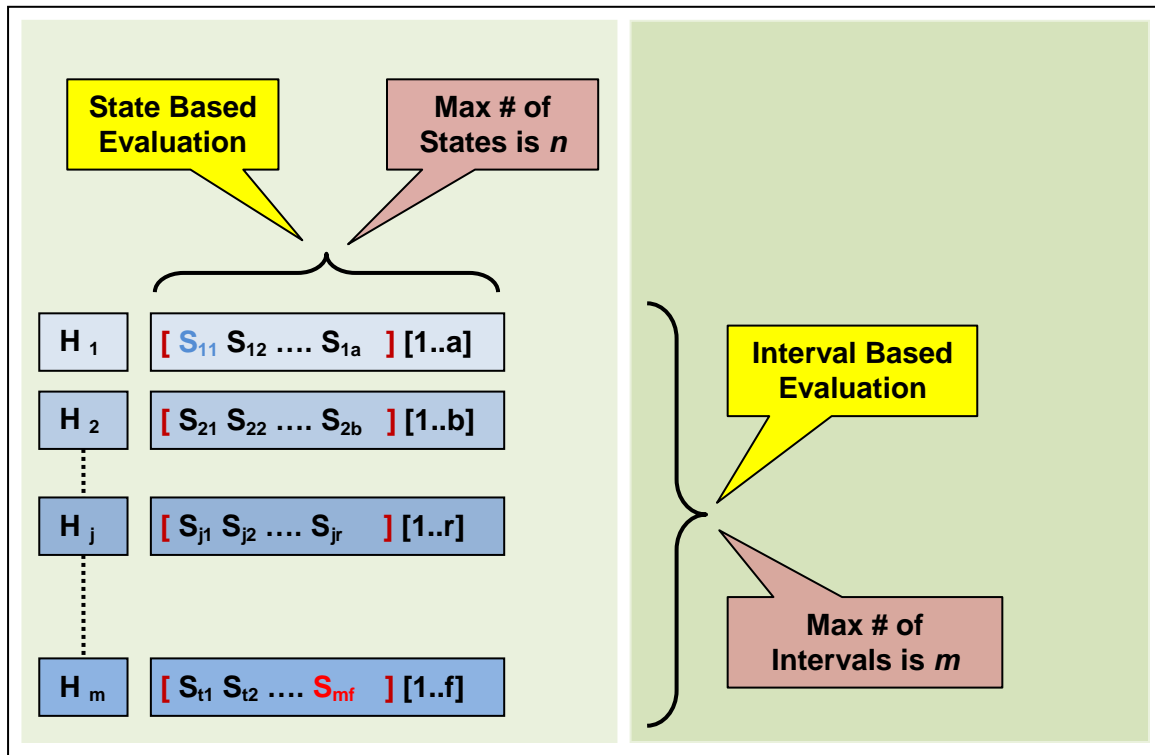 State Based
Evaluation
Max # of
States is n
H 1 [ S11 S12 .... S1a ] [1..a]
H 2 [ S21 S22 .... S2b ] [1..b]
H j [ Sj1 Sj2 .... Sjr ] [1..r]
H m [ St1 St2 .... Smf ] [1..f]
Interval Based
Evaluation
Max # of
Intervals is m